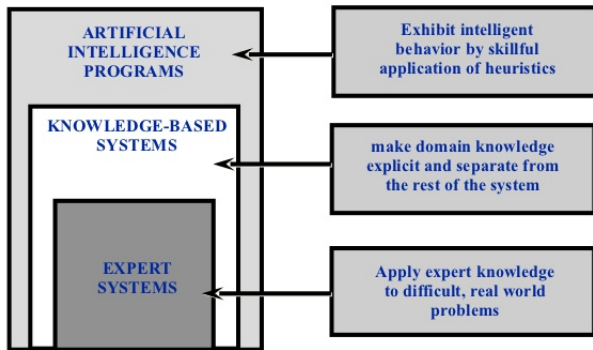 ARTIFICIAL
INTELLIGENCE
PROGRAMS
KNOWLEDGE-BASED
SYSTEMS
EXPERT
SYSTEMS
Exhibit intelligent
behavior by skillful
application of heuristics
make domain knowledge
explicit and separate from
the rest of the system
Apply expert knowledge
to difficult, real world
problems